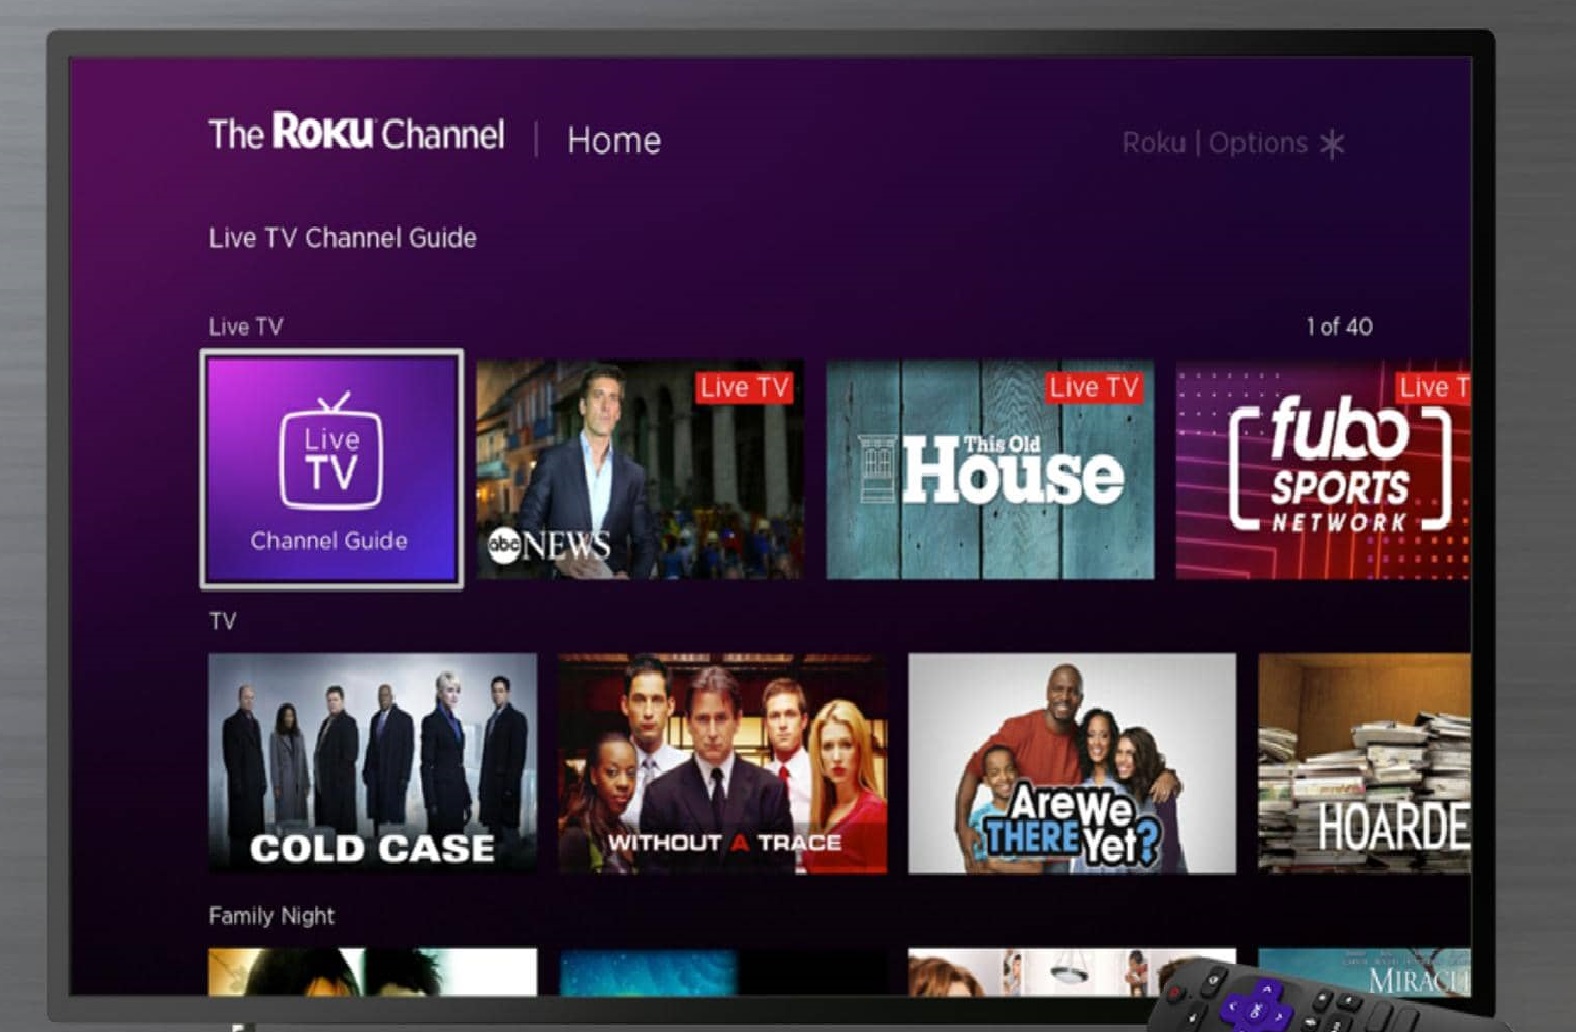 The Roku Channel | Home
Roku | Options
Live TV Channel Guide
Live TV
1 of 40
Live
TV
Channel Guide
Live TV
abc NEWS
Live TV
This Old
House
Live T
fubo
SPORTS
NETWORK
TV
COLD CASE
WITHOUT A TRACE
Are We
THERE Yet?
HOARDE
Family Night
MIRACL